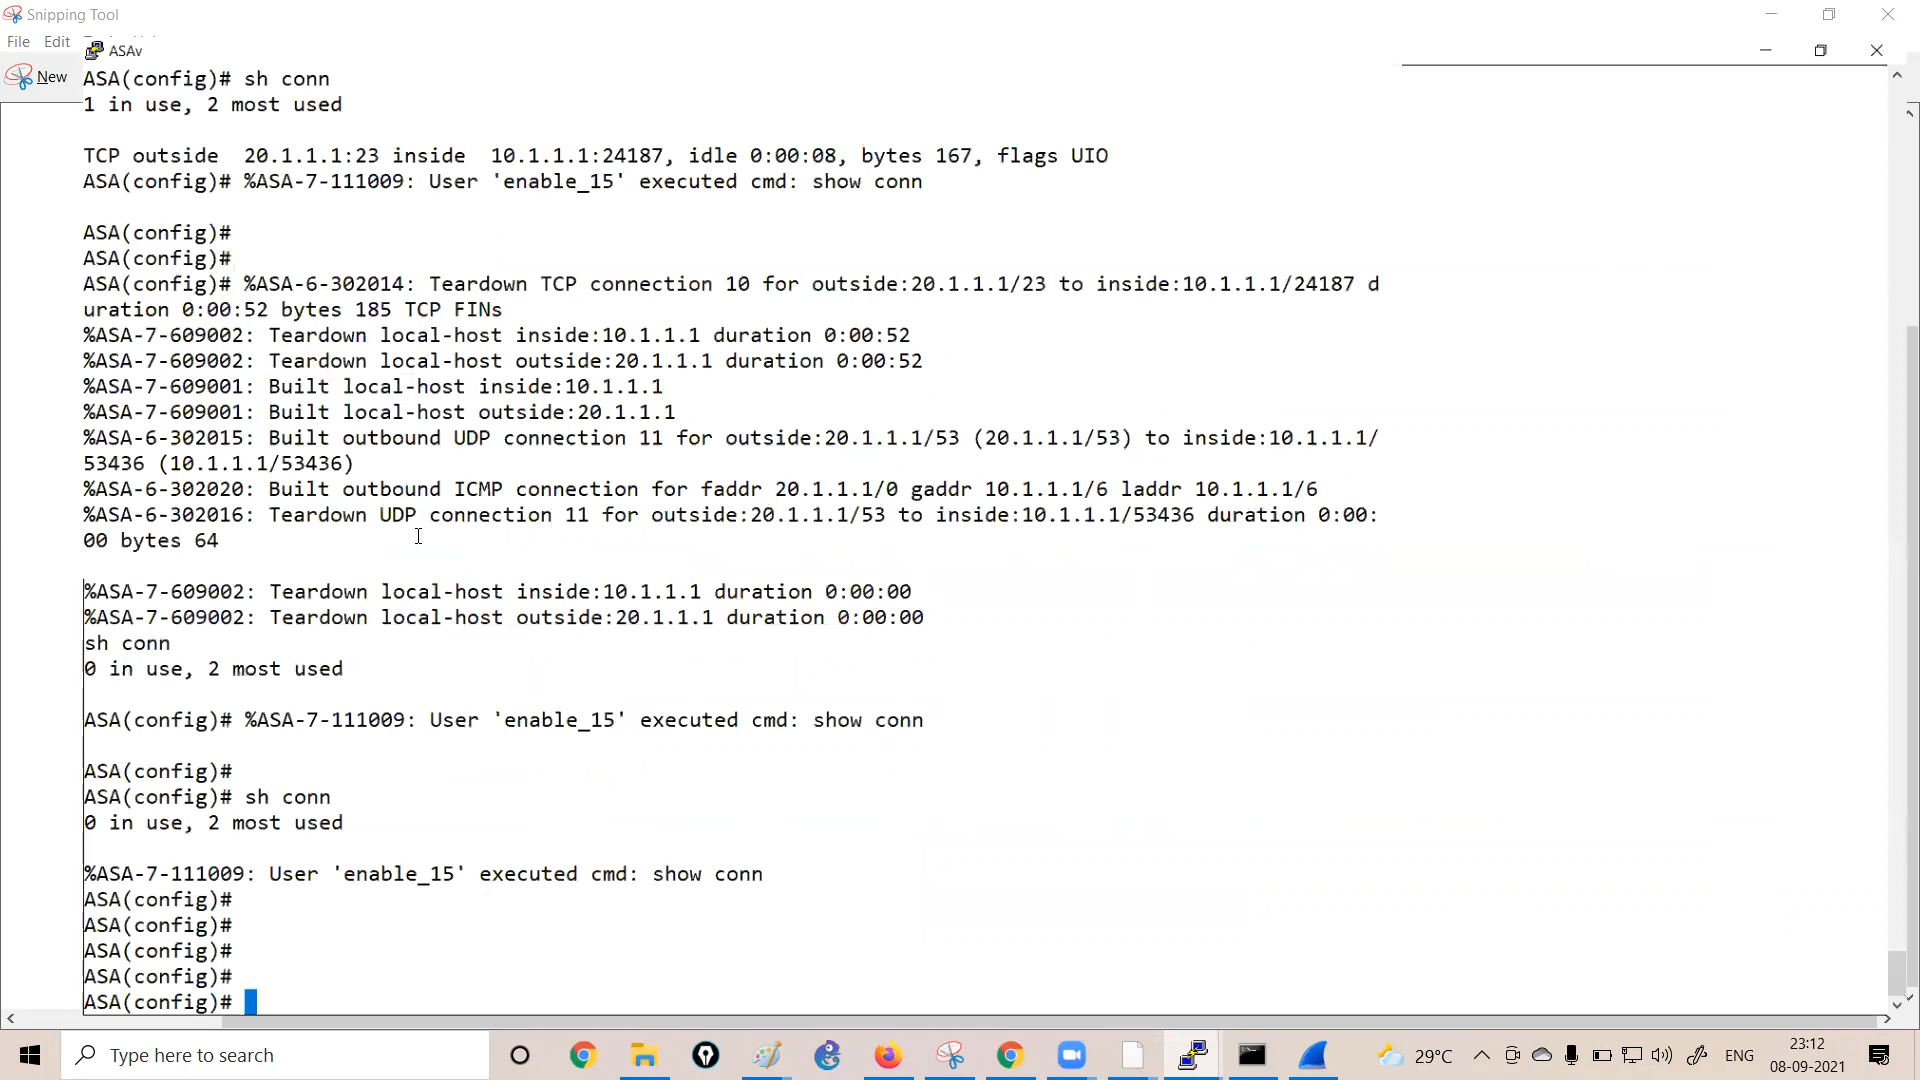 Snipping Tool
File Edit
ASAv
New
ASA(config)# sh conn
1 in use, 2 most used
TCP outside  20.1.1.1:23 inside  10.1.1.1:24187, idle 0:00:08, bytes 167, flags UIO
ASA(config)# %ASA-7-111009: User 'enable_15' executed cmd: show conn
ASA(config)#
ASA(config)#
ASA(config)# %ASA-6-302014: Teardown TCP connection 10 for outside:20.1.1.1/23 to inside:10.1.1.1/24187 d
uration 0:00:52 bytes 185 TCP FINs
%ASA-7-609002: Teardown local-host inside:10.1.1.1 duration 0:00:52
%ASA-7-609002: Teardown local-host outside:20.1.1.1 duration 0:00:52
%ASA-7-609001: Built local-host inside:10.1.1.1
%ASA-7-609001: Built local-host outside:20.1.1.1
%ASA-6-302015: Built outbound UDP connection 11 for outside:20.1.1.1/53 (20.1.1.1/53) to inside:10.1.1.1/
53436 (10.1.1.1/53436)
%ASA-6-302020: Built outbound ICMP connection for faddr 20.1.1.1/0 gaddr 10.1.1.1/6 laddr 10.1.1.1/6
%ASA-6-302016: Teardown UDP connection 11 for outside:20.1.1.1/53 to inside:10.1.1.1/53436 duration 0:00:
00 bytes 64
%ASA-7-609002: Teardown local-host inside:10.1.1.1 duration 0:00:00
%ASA-7-609002: Teardown local-host outside:20.1.1.1 duration 0:00:00
sh conn
0 in use, 2 most used
ASA(config)# %ASA-7-111009: User 'enable_15' executed cmd: show conn
ASA(config)#
ASA(config)# sh conn
0 in use, 2 most used
%ASA-7-111009: User 'enable_15' executed cmd: show conn
ASA(config)#
ASA(config)#
ASA(config)#
ASA(config)#
ASA(config)#
Type here to search
29°C
ENG
23:12
08-09-2021